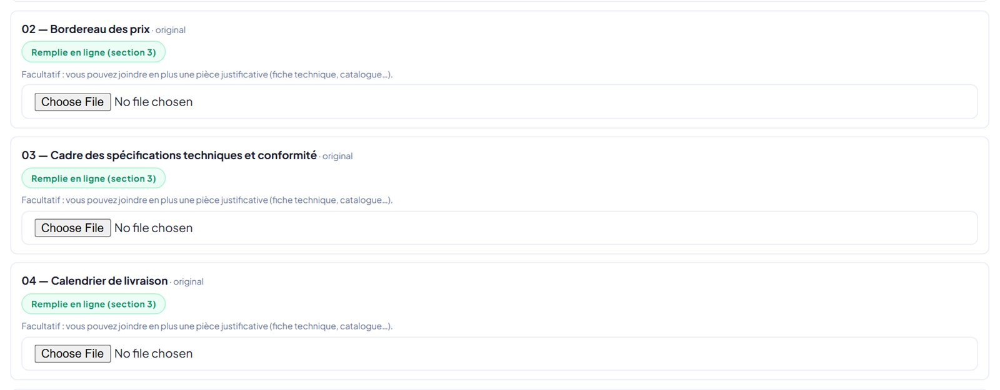 02 — Bordereau des prix · original
Remplie en ligne (section 3)
Facultatif : vous pouvez joindre en plus une pièce justificative (fiche technique, catalogue…).
Choose File No file chosen
03 — Cadre des spécifications techniques et conformité · original
Remplie en ligne (section 3)
Facultatif : vous pouvez joindre en plus une pièce justificative (fiche technique, catalogue…).
Choose File No file chosen
04 — Calendrier de livraison · original
Remplie en ligne (section 3)
Facultatif : vous pouvez joindre en plus une pièce justificative (fiche technique, catalogue…).
Choose File No file chosen